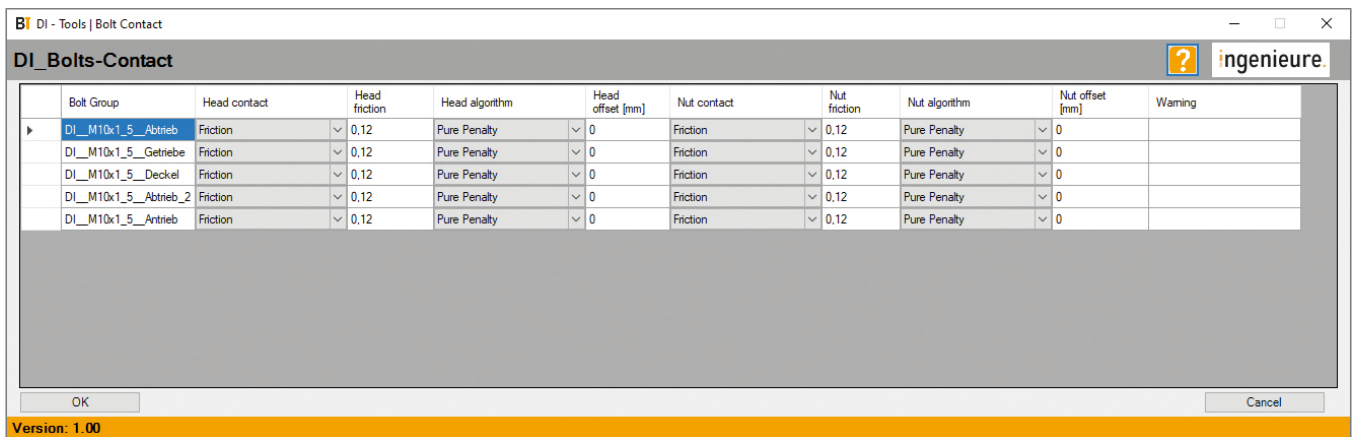 BT DI - Tools | Bolt Contact
DI_Bolts-Contact
? ingenieure.
Bolt Group Head contact Head friction Head algorithm Head offset [mm] Nut contact Nut friction Nut algorithm Nut offset [mm] Warning
DI__M10x1_5__Abtrieb Friction 0,12 Pure Penalty 0 Friction 0,12 Pure Penalty 0
DI__M10x1_5__Getriebe Friction 0,12 Pure Penalty 0 Friction 0,12 Pure Penalty 0
DI__M10x1_5__Deckel Friction 0,12 Pure Penalty 0 Friction 0,12 Pure Penalty 0
DI__M10x1_5__Abtrieb_2 Friction 0,12 Pure Penalty 0 Friction 0,12 Pure Penalty 0
DI__M10x1_5__Antrieb Friction 0,12 Pure Penalty 0 Friction 0,12 Pure Penalty 0
OK Cancel
Version: 1.00